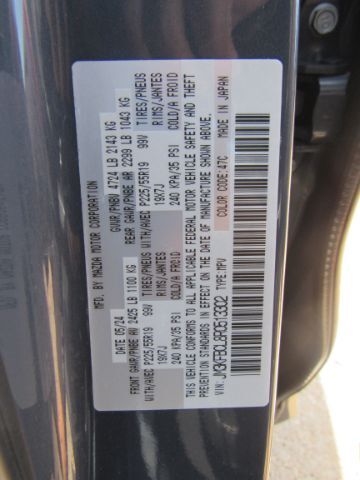 MFD. BY MAZDA MOTOR CORPORATION
DATE: 05/24 GVWR/PNBV 4724 LB 2143 KG
FRONT GAWR/PNBE AV 2425 LB 1100 KG REAR GAWR/PNBE AR 2299 LB 1043 KG
WITH/AVEC P225/55R19 99V TIRES/PNEUS WITH/AVEC P225/55R19 99V TIRES/PNEUS
19X7J RIMS/JANTES 19X7J RIMS/JANTES
240 KPA/35 PSI COLD/A FROID 240 KPA/35 PSI COLD/A FROID
THIS VEHICLE CONFORMS TO ALL APPLICABLE FEDERAL MOTOR VEHICLE SAFETY AND THEFT
PREVENTION STANDARDS IN EFFECT ON THE DATE OF MANUFACTURE SHOWN ABOVE.
VIN: TYPE:MPV COLOR CODE:47C MADE IN JAPAN